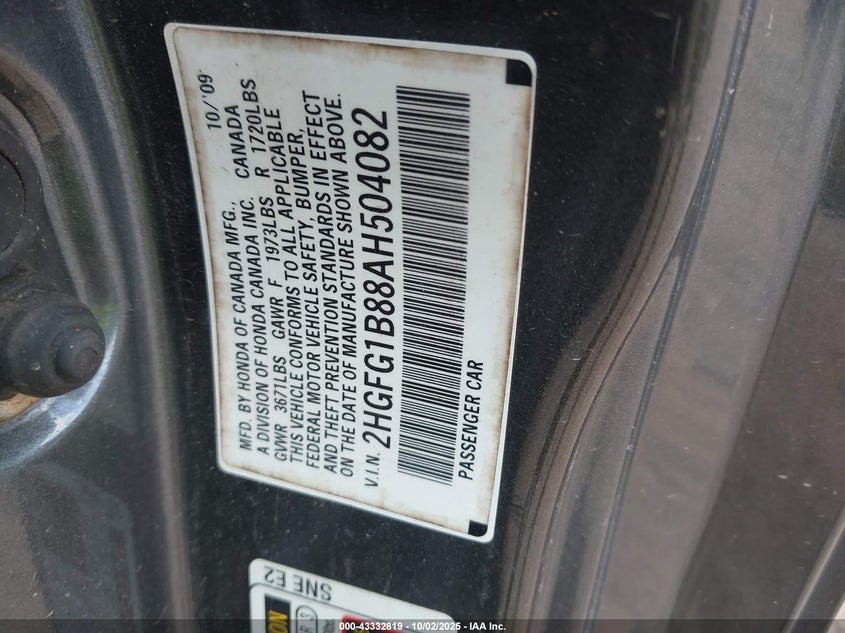 MFD. BY HONDA OF CANADA MFG., 10/'09
A DIVISION OF HONDA CANADA INC. CANADA
GVWR 3671LBS GAWR F 1973LBS R 1720LBS
THIS VEHICLE CONFORMS TO ALL APPLICABLE
FEDERAL MOTOR VEHICLE SAFETY, BUMPER,
AND THEFT PREVENTION STANDARDS IN EFFECT
ON THE DATE OF MANUFACTURE SHOWN ABOVE.
V.I.N. 2HGFG1B88AH504082
PASSENGER CAR
SNE E2
000-43332819 - 10/02/2025 - IAA Inc.